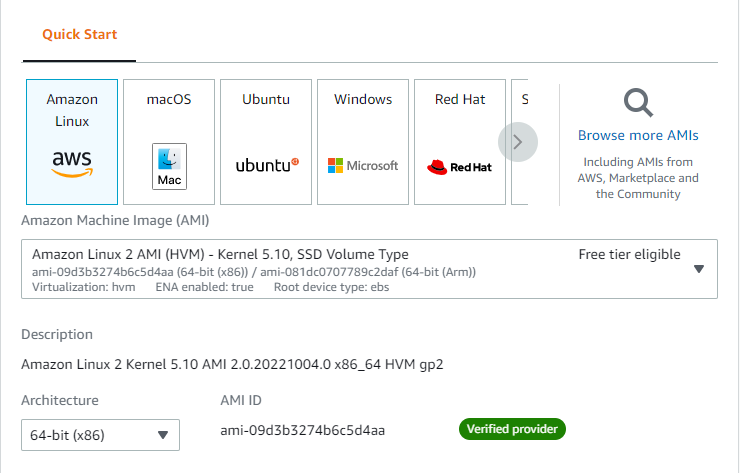 Quick Start
Amazon
Linux
aws
macOS
Mac
Ubuntu
ubuntu
Windows
Microsoft
Red Hat
Red Hat
S
Browse more AMIs
Including AMIs from
AWS, Marketplace and
the Community
Amazon Machine Image (AMI)
Amazon Linux 2 AMI (HVM) - Kernel 5.10, SSD Volume Type
Free tier eligible
ami-09d3b3274b6c5d4aa (64-bit (x86)) / ami-081dc0707789c2daf (64-bit (Arm))
Virtualization: hvm ENA enabled: true Root device type: ebs
Description
Amazon Linux 2 Kernel 5.10 AMI 2.0.20221004.0 x86_64 HVM gp2
Architecture
AMI ID
64-bit (x86)
ami-09d3b3274b6c5d4aa
Verified provider